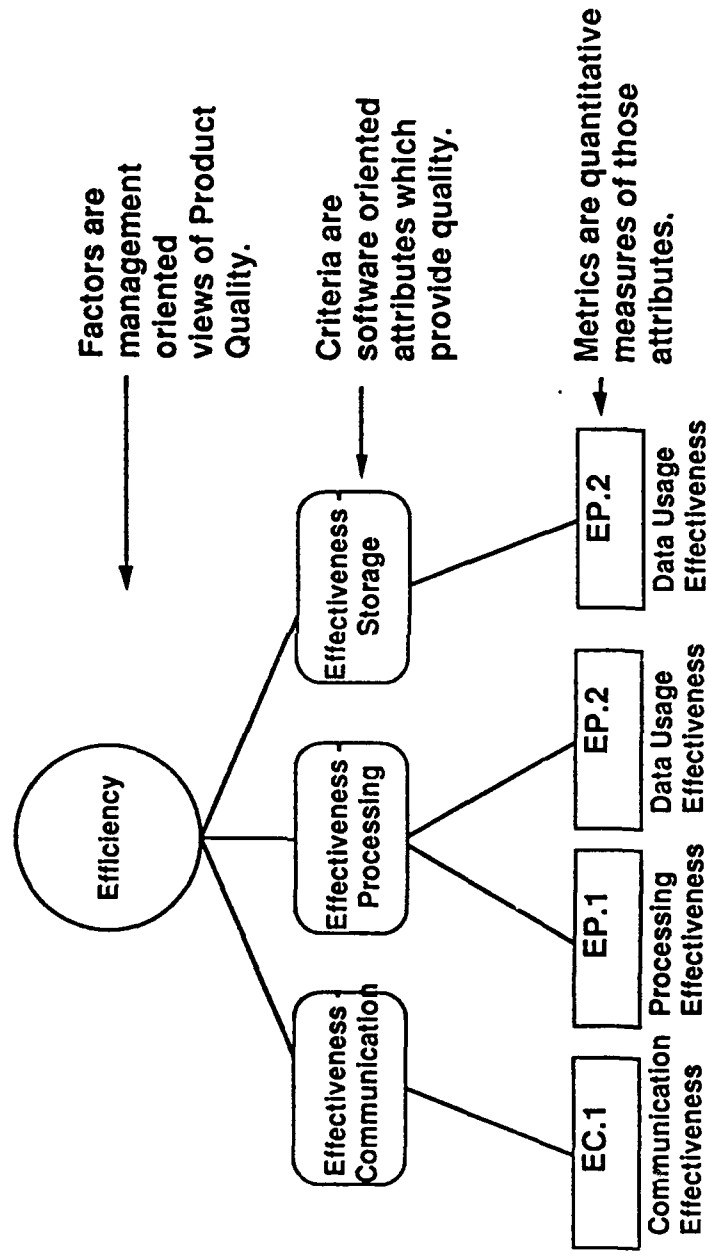 Efficiency
Factors are
management
oriented
views of Product
Quality.
Effectiveness -
Communication
Effectiveness -
Processing
Effectiveness -
Storage
Criteria are
software oriented
attributes which
provide quality.
EC.1
Communication
Effectiveness
EP.1
Processing
Effectiveness
EP.2
Data Usage
Effectiveness
EP.2
Data Usage
Effectiveness
Metrics are quantitative
measures of those
attributes.